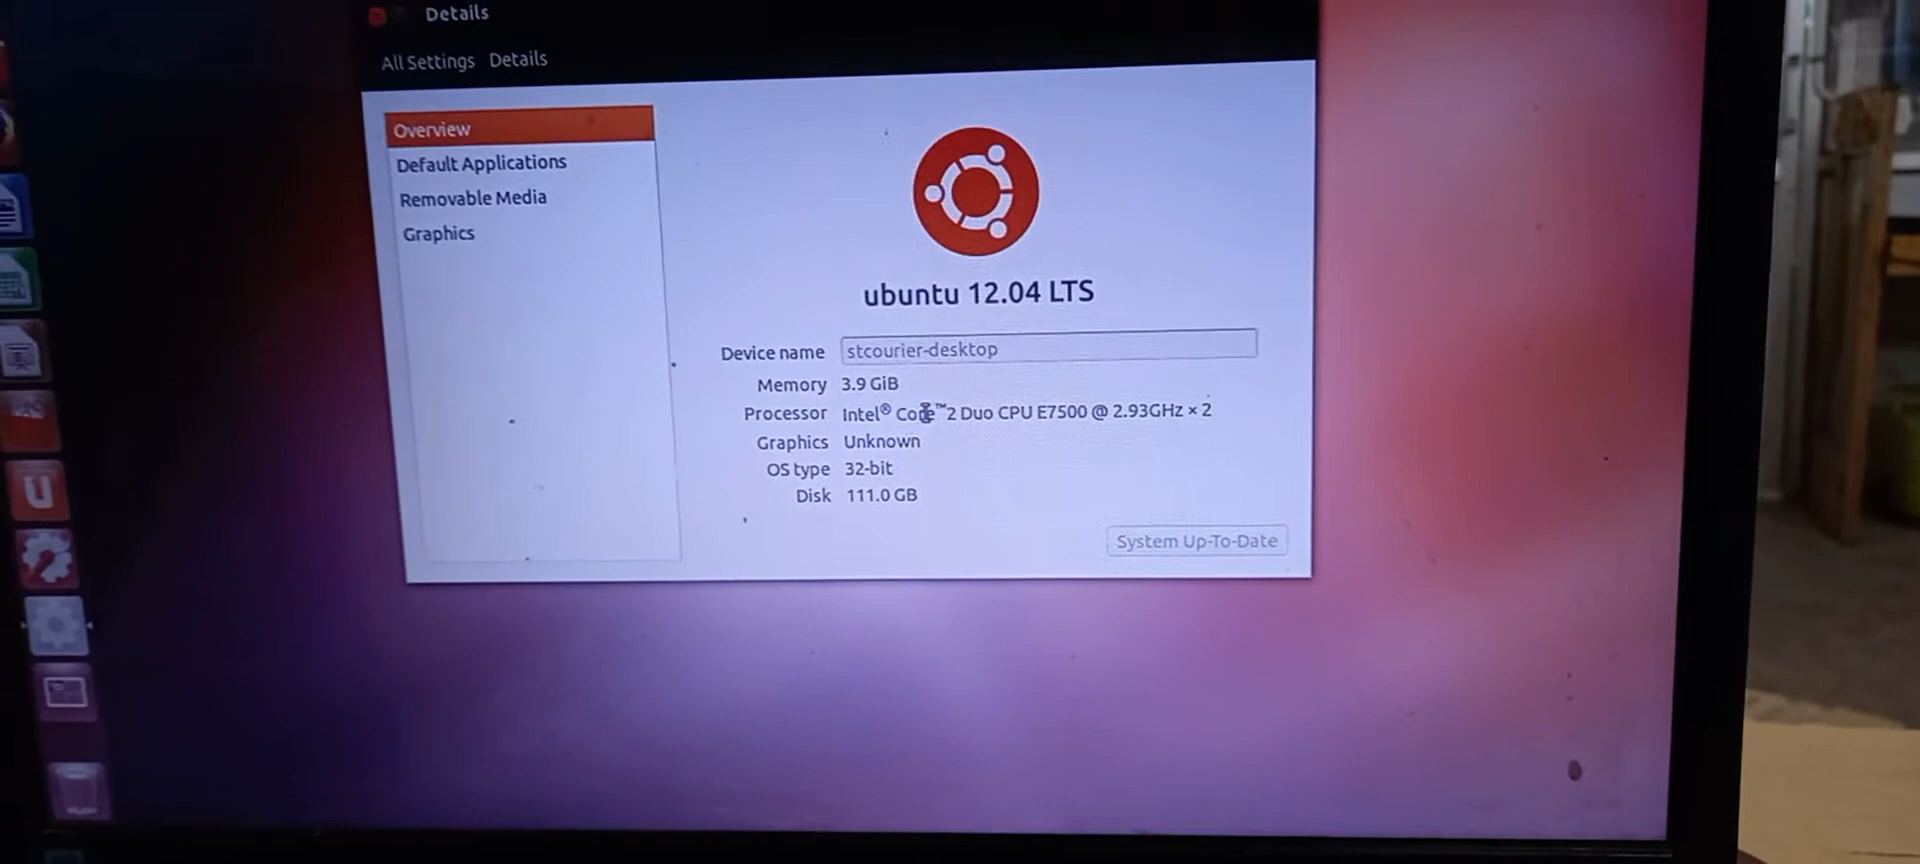 Details
All Settings Details
Overview
Default Applications
Removable Media
Graphics
ubuntu 12.04 LTS
Device name stcourier-desktop
Memory 3.9 GiB
Processor Intel® Core™2 Duo CPU E7500 @ 2.93GHz × 2
Graphics Unknown
OS type 32-bit
Disk 111.0 GB
System Up-To-Date
U